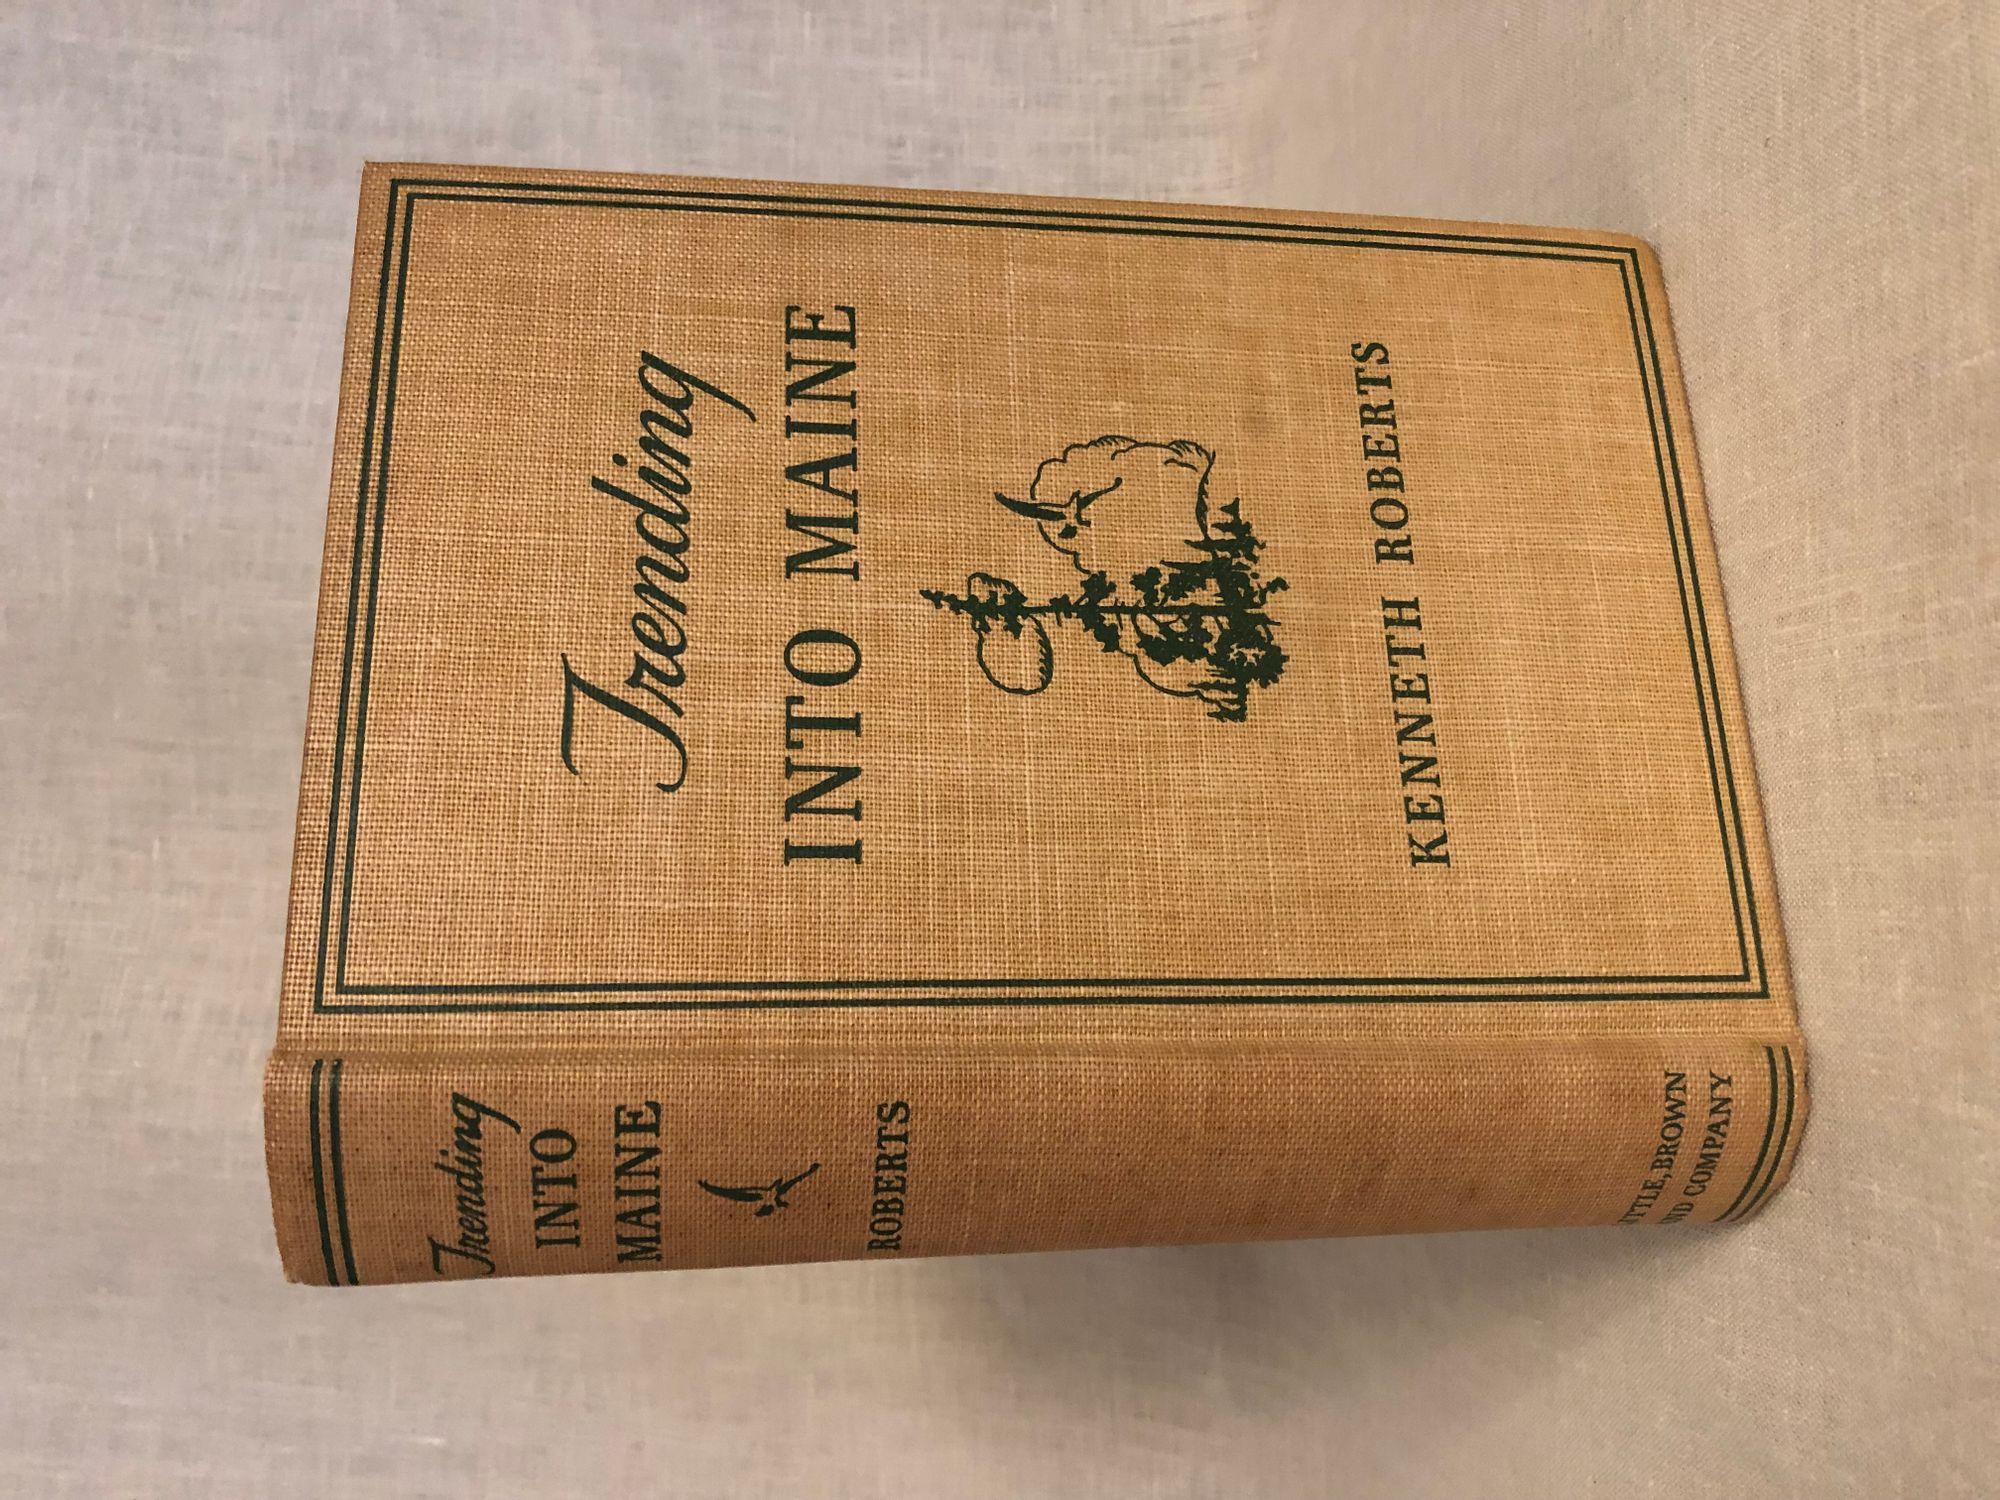 Trending
INTO MAINE
KENNETH ROBERTS
Trending
INTO
MAINE
ROBERTS
LITTLE, BROWN
AND COMPANY